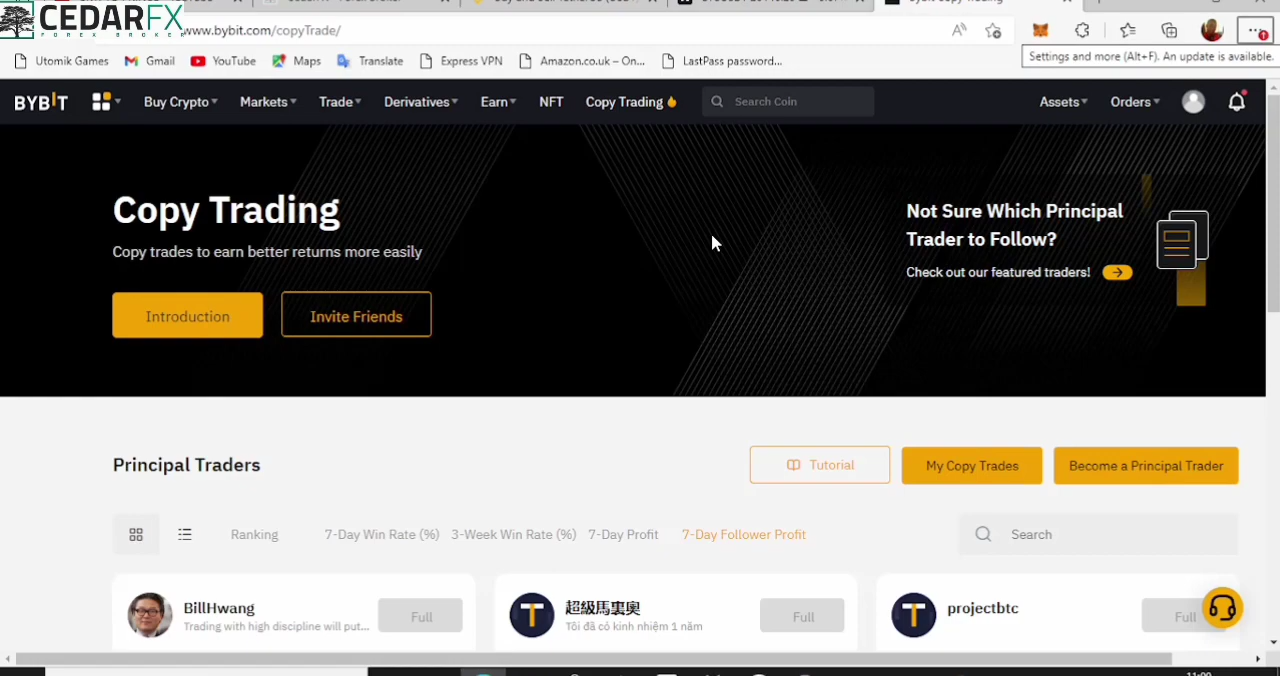 CEDARFX
FOREX BROKER
www.bybit.com/copyTrade/
Settings and more (Alt+F). An update is available.
Utomik Games
Gmail
YouTube
Maps
Translate
Express VPN
Amazon.co.uk – On...
LastPass password...
BYBIT
Buy Crypto
Markets
Trade
Derivatives
Earn
NFT
Copy Trading
Search Coin
Assets
Orders
Copy Trading
Copy trades to earn better returns more easily
Introduction
Invite Friends
Not Sure Which Principal
Trader to Follow?
Check out our featured traders!
Principal Traders
Tutorial
My Copy Trades
Become a Principal Trader
Ranking
7-Day Win Rate (%)
3-Week Win Rate (%)
7-Day Profit
7-Day Follower Profit
Search
BillHwang
Trading with high discipline will put...
Full
超級馬裏奧
Tôi đã có kinh nhiệm 1 năm
Full
projectbtc
Full